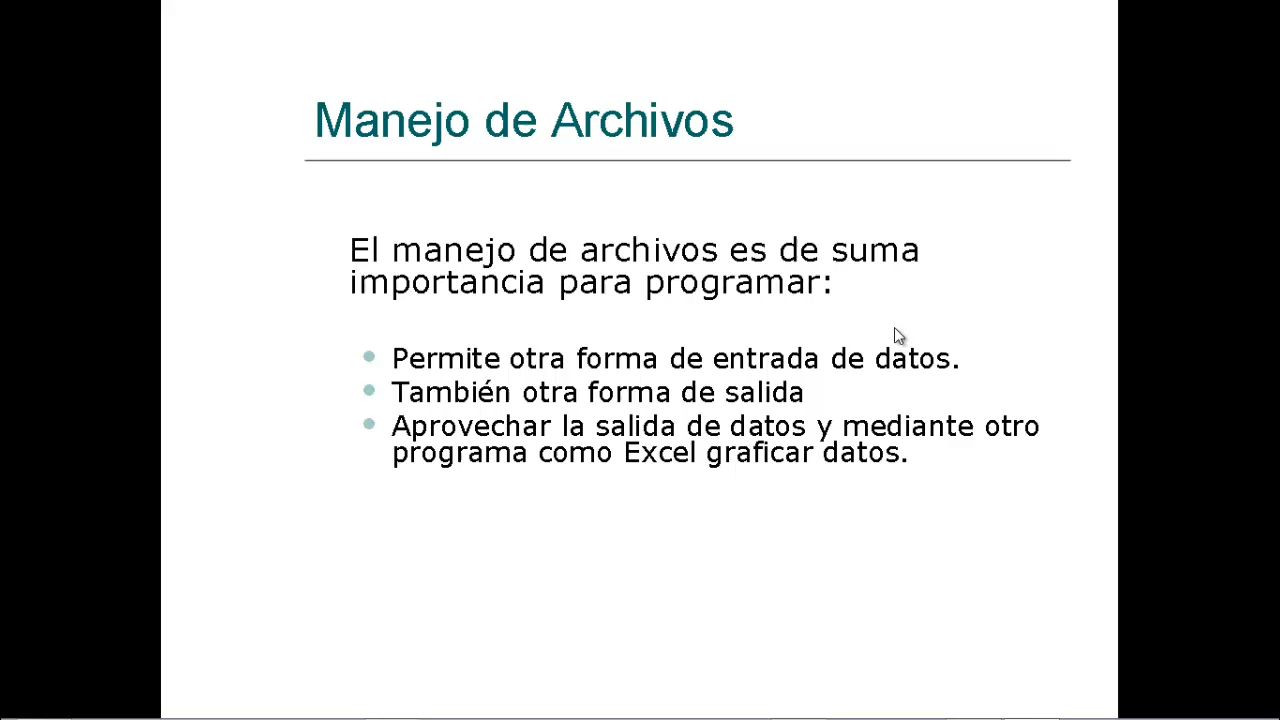 Manejo de Archivos
El manejo de archivos es de suma
importancia para programar:
Permite otra forma de entrada de datos.
También otra forma de salida
Aprovechar la salida de datos y mediante otro
programa como Excel graficar datos.